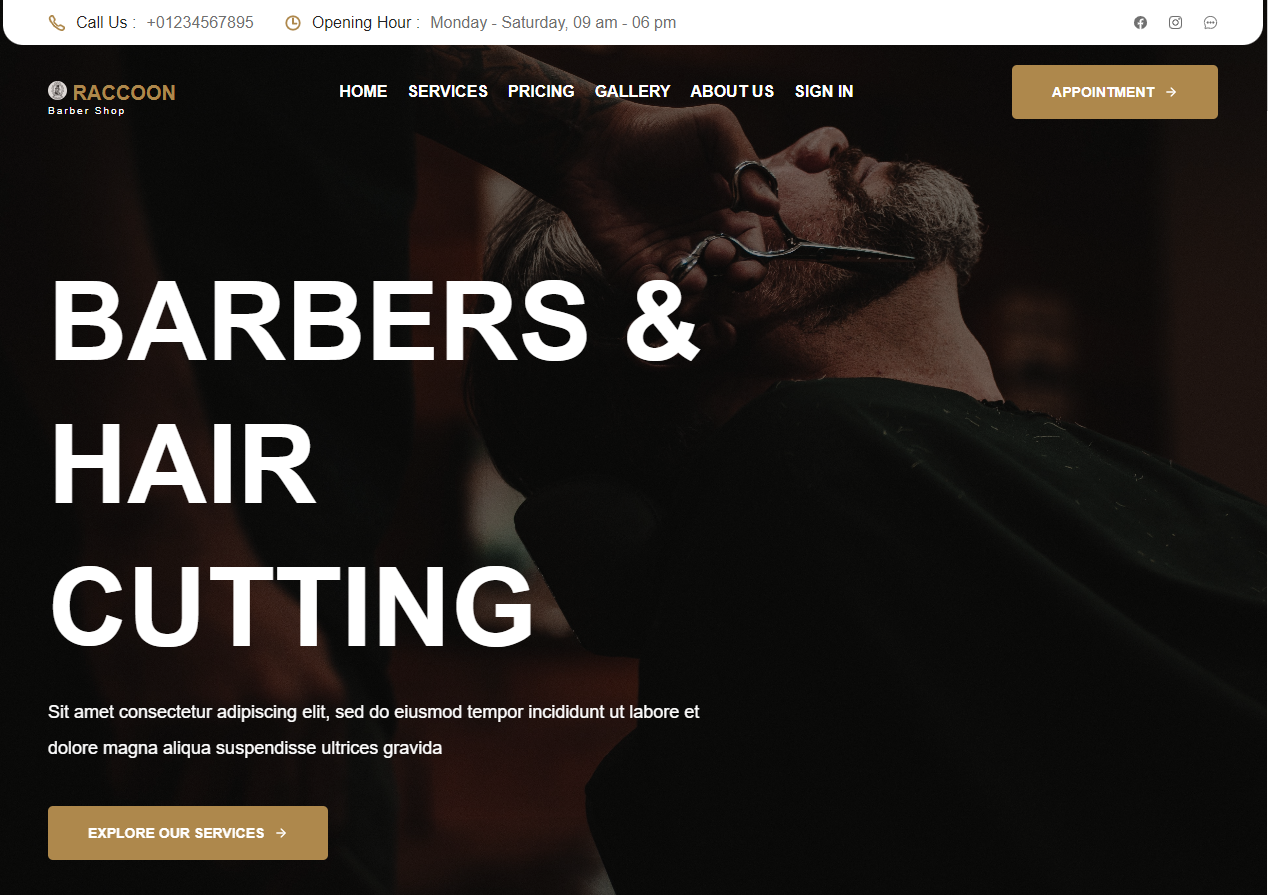 Call Us : +01234567895 Opening Hour : Monday - Saturday, 09 am - 06 pm
RACCOON
Barber Shop
HOME SERVICES PRICING GALLERY ABOUT US SIGN IN
APPOINTMENT →
BARBERS &
HAIR
CUTTING
Sit amet consectetur adipiscing elit, sed do eiusmod tempor incididunt ut labore et
dolore magna aliqua suspendisse ultrices gravida
EXPLORE OUR SERVICES →